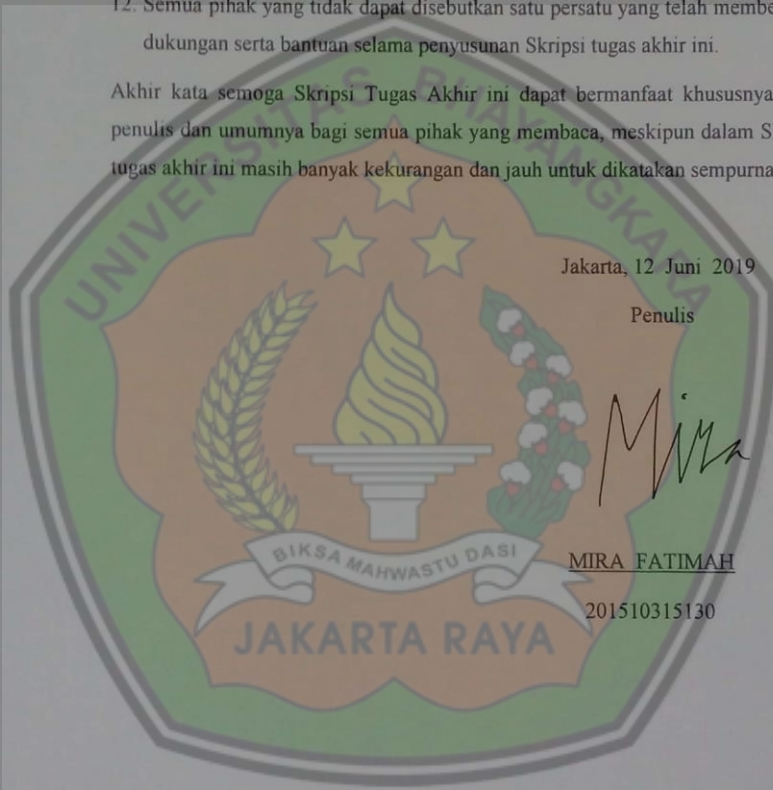 12. Semua pihak yang tidak dapat disebutkan satu persatu yang telah membe
dukungan serta bantuan selama penyusunan Skripsi tugas akhir ini.
Akhir kata semoga Skripsi Tugas Akhir ini dapat bermanfaat khususnya
penulis dan umumnya bagi semua pihak yang membaca, meskipun dalam S
tugas akhir ini masih banyak kekurangan dan jauh untuk dikatakan sempurna
UNIVERSITAS BHAYANGKARA
Jakarta, 12 Juni 2019
Penulis
Mira
BIKSA MAHWASTU DASI
MIRA FATIMAH
201510315130
JAKARTA RAYA